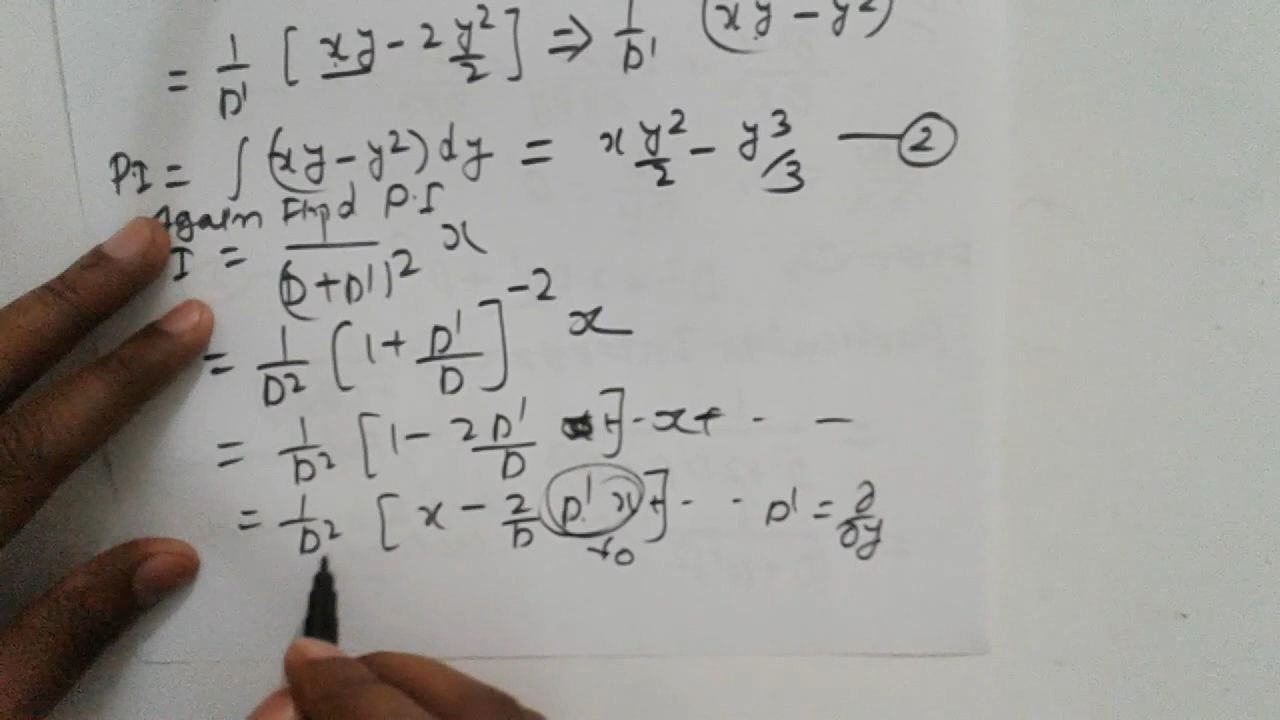 = 1/D' [xy - 2 y²/2] ⇒ 1/D' (xy - y²)
PI = ∫ (xy - y²) dy = x y²/2 - y³/3 — ②
Again Find P.I
I = 1/(D+D')² x
= 1/D² [1 + D'/D]⁻² x
= 1/D² [1 - 2D'/D + ] · x + · · —
= 1/D² [x - 2/D D' x + ] - · · D' = ∂/∂y
0